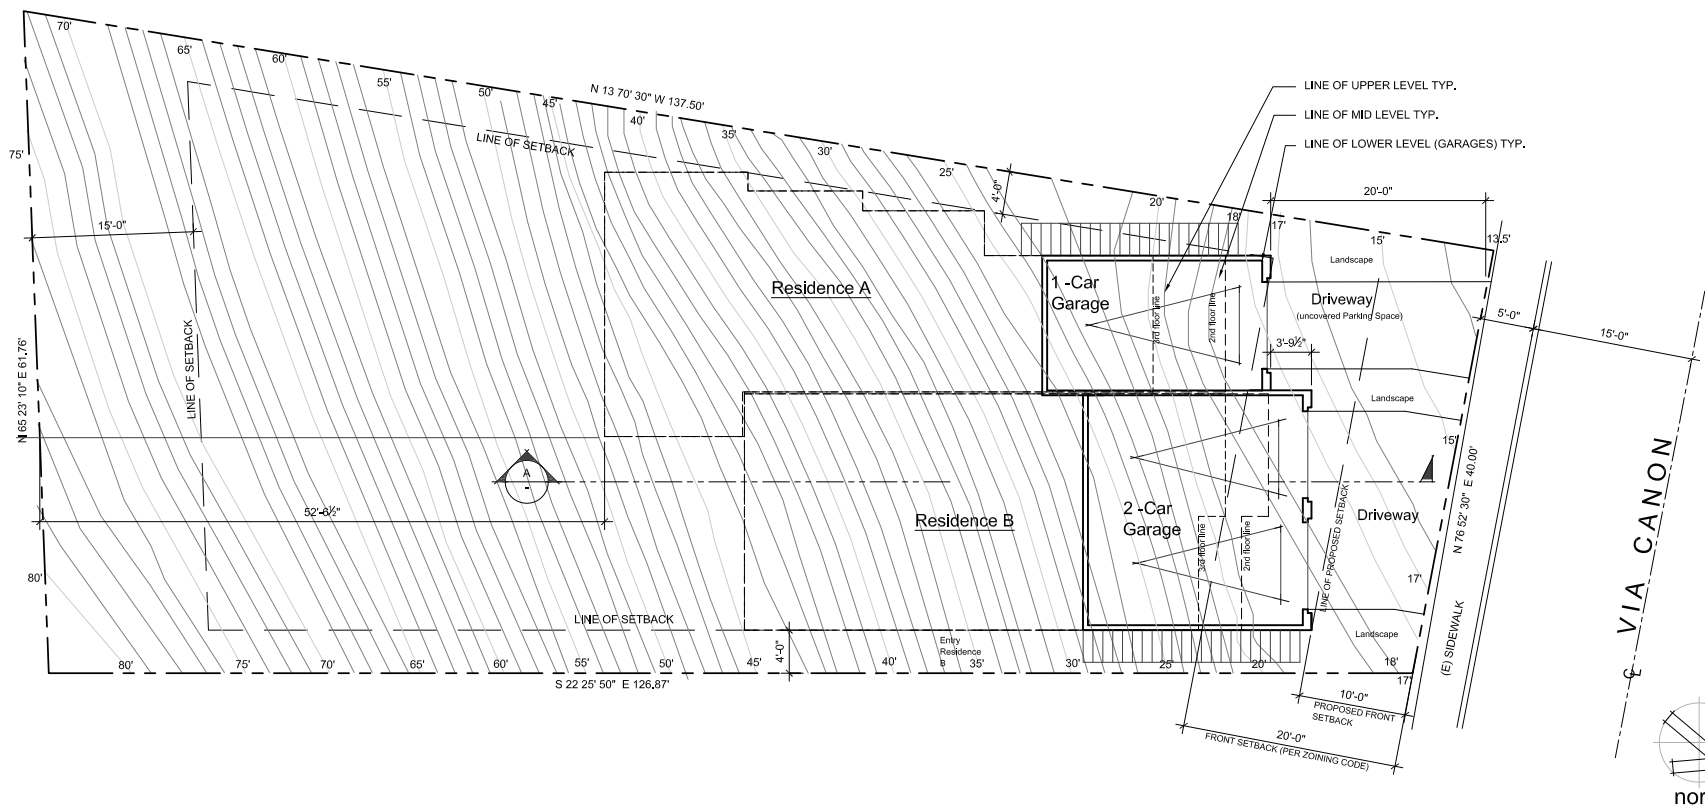 70'
65'
60'
55'
50'
45'
40'
35'
30'
25'
20'
18'
17'
15'
13.5'
N 13 70' 30" W 137.50'
LINE OF SETBACK
LINE OF UPPER LEVEL TYP.
LINE OF MID LEVEL TYP.
LINE OF LOWER LEVEL (GARAGES) TYP.
20'-0"
4'-0"
75'
15'-0"
LINE OF SETBACK
N 65 23' 10" E 61.76'
Residence A
1 -Car
Garage
3rd floor line
2nd floor line
Landscape
Driveway
(uncovered Parking Space)
3'-9½"
5'-0"
15'-0"
Landscape
15'
A
-
52'-6½"
Residence B
2 -Car
Garage
3rd floor line
2nd floor line
Driveway
LINE OF PROPOSED SETBACK
N 76 52' 30" E 40.00'
(E) SIDEWALK
℄ VIA CANON
80'
17'
LINE OF SETBACK
4'-0"
Entry
Residence
B
Landscape
80'
75'
70'
65'
60'
55'
50'
45'
40'
35'
30'
25'
20'
18'
17'
S 22 25' 50" E 126.87'
10'-0"
PROPOSED FRONT
SETBACK
20'-0"
FRONT SETBACK (PER ZOINING CODE)
nor